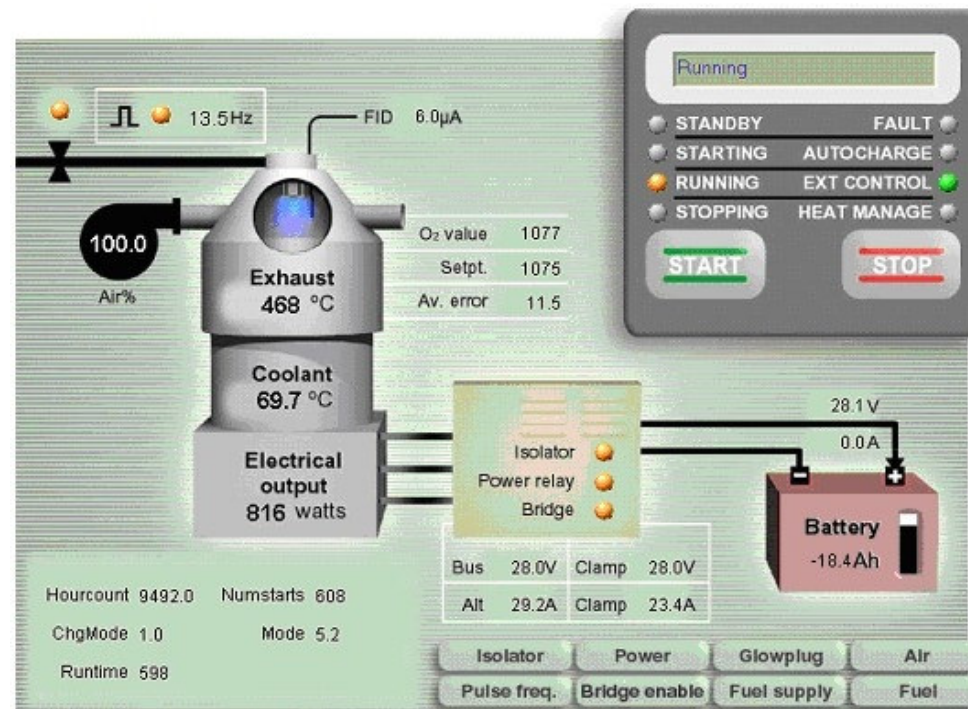 Running
STANDBY FAULT
STARTING AUTOCHARGE
RUNNING EXT CONTROL
STOPPING HEAT MANAGE
START STOP
13.5Hz
FID 6.0µA
100.0
Air%
O₂ value 1077
Setpt. 1075
Av. error 11.5
Exhaust
468 °C
Coolant
69.7 °C
Electrical
output
816 watts
Isolator
Power relay
Bridge
28.1 V
0.0 A
Battery
-18.4Ah
Bus 28.0V Clamp 28.0V
Alt 29.2A Clamp 23.4A
Hourcount 9492.0 Numstarts 608
ChgMode 1.0 Mode 5.2
Runtime 598
Isolator Power Glowplug Air
Pulse freq. Bridge enable Fuel supply Fuel